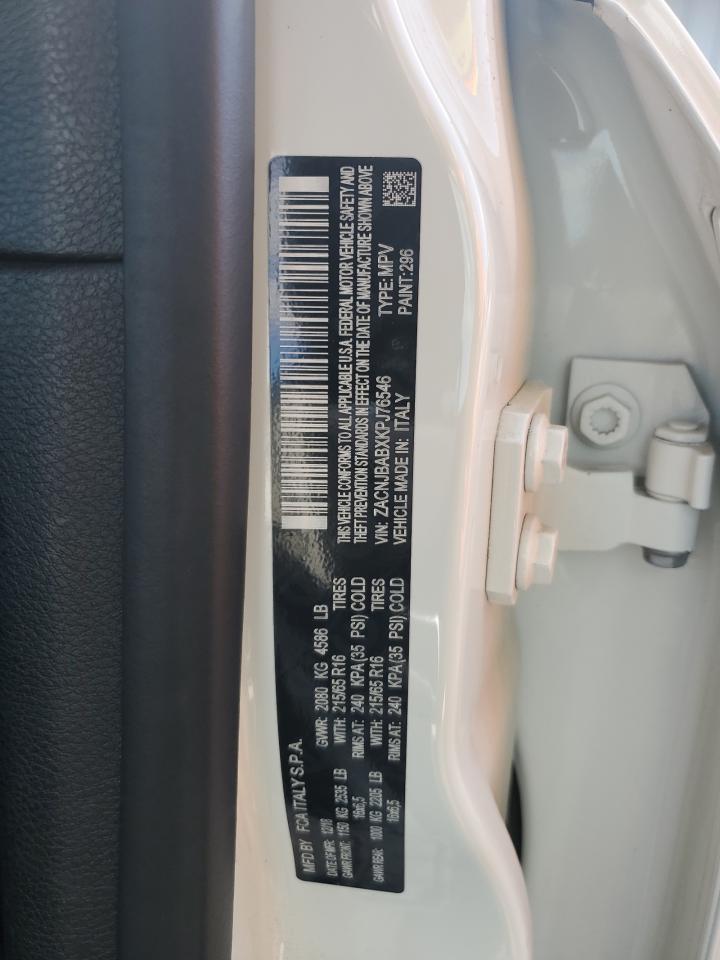 MFD BY FCA ITALY S.P.A.
DATE OF MFR: 12/18 GVWR: 2080 KG 4586 LB
GAWR FRONT: 1150 KG 2535 LB WITH: 215/65 R16 TIRES
16x6,5 RIMS AT: 240 KPA(35 PSI) COLD
GAWR REAR: 1000 KG 2205 LB WITH: 215/65 R16 TIRES
16x6,5 RIMS AT: 240 KPA(35 PSI) COLD
THIS VEHICLE CONFORMS TO ALL APPLICABLE U.S.A. FEDERAL MOTOR VEHICLE SAFETY AND
THEFT PREVENTION STANDARDS IN EFFECT ON THE DATE OF MANUFACTURE SHOWN ABOVE
VIN: ZACNJBABXKPJ76546 TYPE: MPV
VEHICLE MADE IN: ITALY PAINT: 296